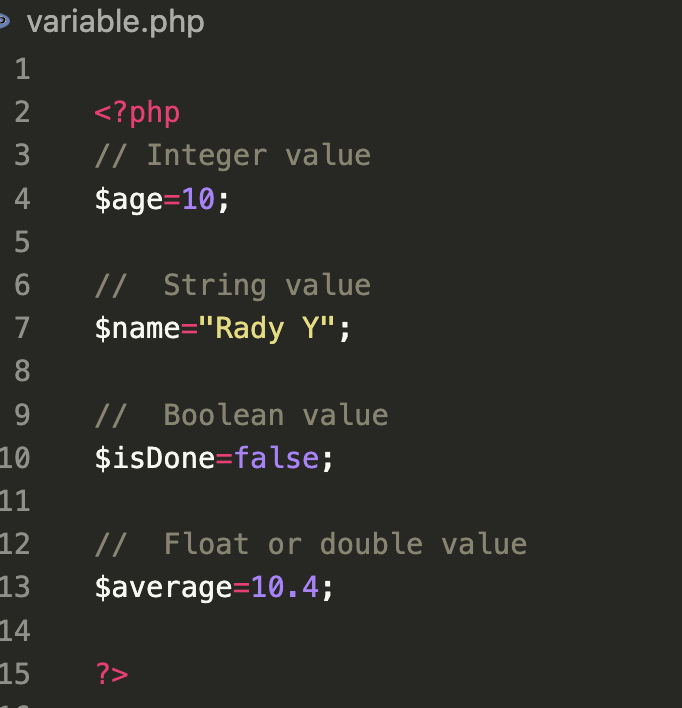 variable.php
1
2 <?php
3 // Integer value
4 $age=10;
5
6 //  String value
7 $name="Rady Y";
8
9 //  Boolean value
10 $isDone=false;
11
12 //  Float or double value
13 $average=10.4;
14
15 ?>